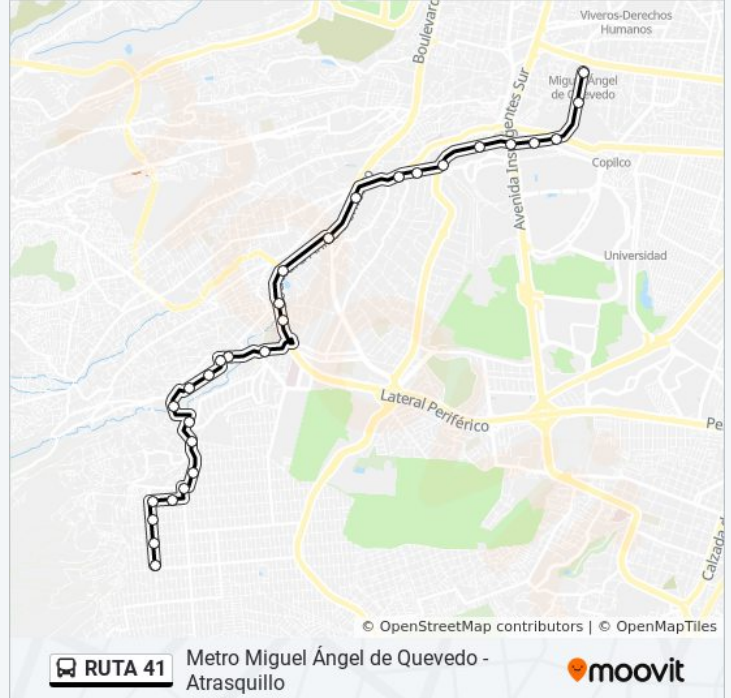 Viveros-Derechos
Humanos
Boulevard
Miguel Ángel
de Quevedo
Avenida Insurgentes Sur
Copilco
Universidad
Lateral Periférico
Pe
Calzada d
© OpenStreetMap contributors | © OpenMapTiles
RUTA 41
Metro Miguel Ángel de Quevedo -
Atrasquillo
moovit